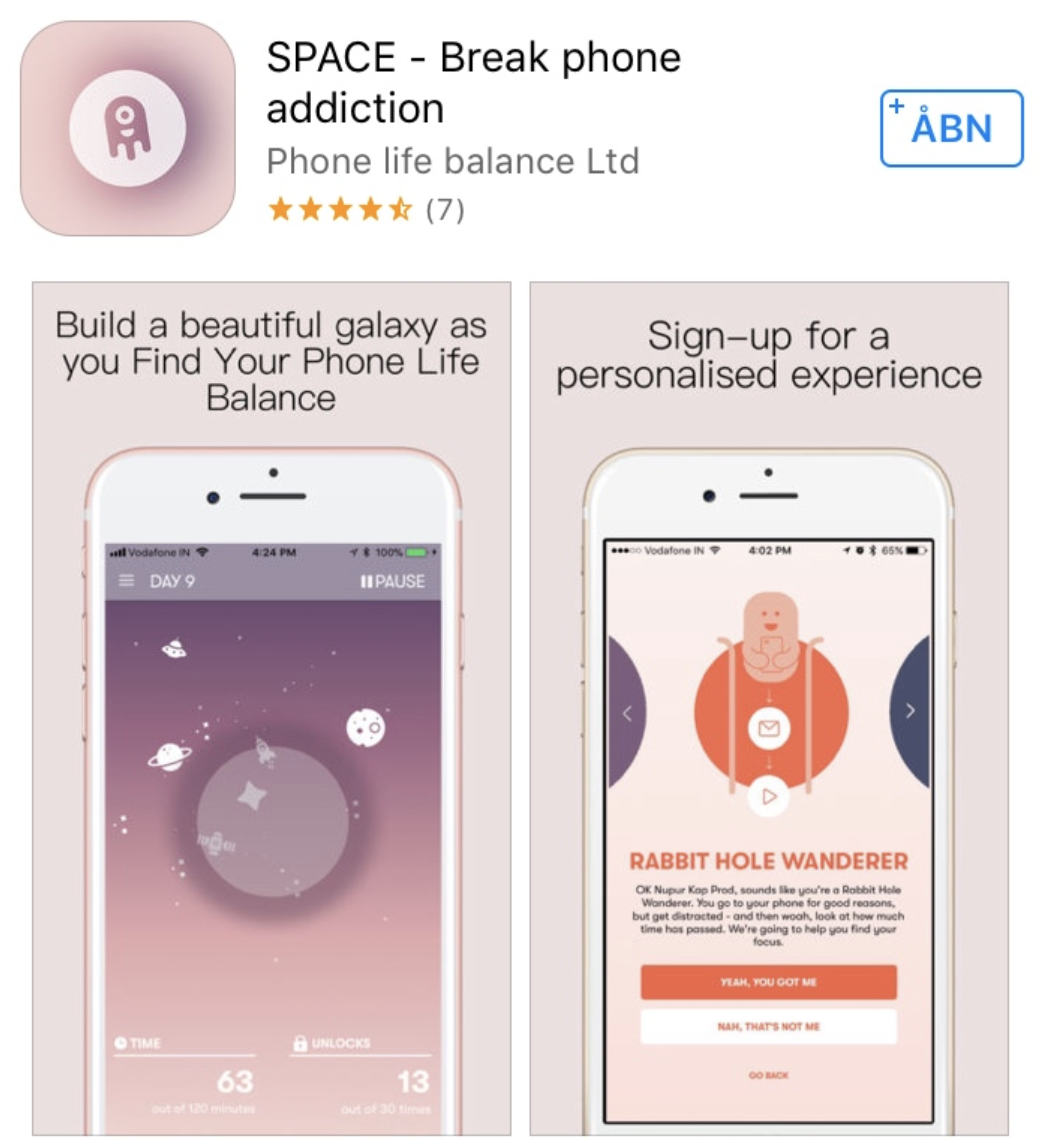 SPACE - Break phone
addiction
Phone life balance Ltd
(7)
+ ÅBN
Build a beautiful galaxy as
you Find Your Phone Life
Balance
Vodafone IN 4:24 PM 100%
DAY 9 PAUSE
TIME UNLOCKS
63 13
out of 120 minutes out of 30 times
Sign-up for a
personalised experience
Vodafone IN 4:02 PM 65%
RABBIT HOLE WANDERER
OK Nupur Kap Prod, sounds like you're a Rabbit Hole
Wanderer. You go to your phone for good reasons,
but get distracted - and then woah, look at how much
time has passed. We're going to help you find your
focus.
YEAH, YOU GOT ME
NAH, THAT'S NOT ME
GO BACK